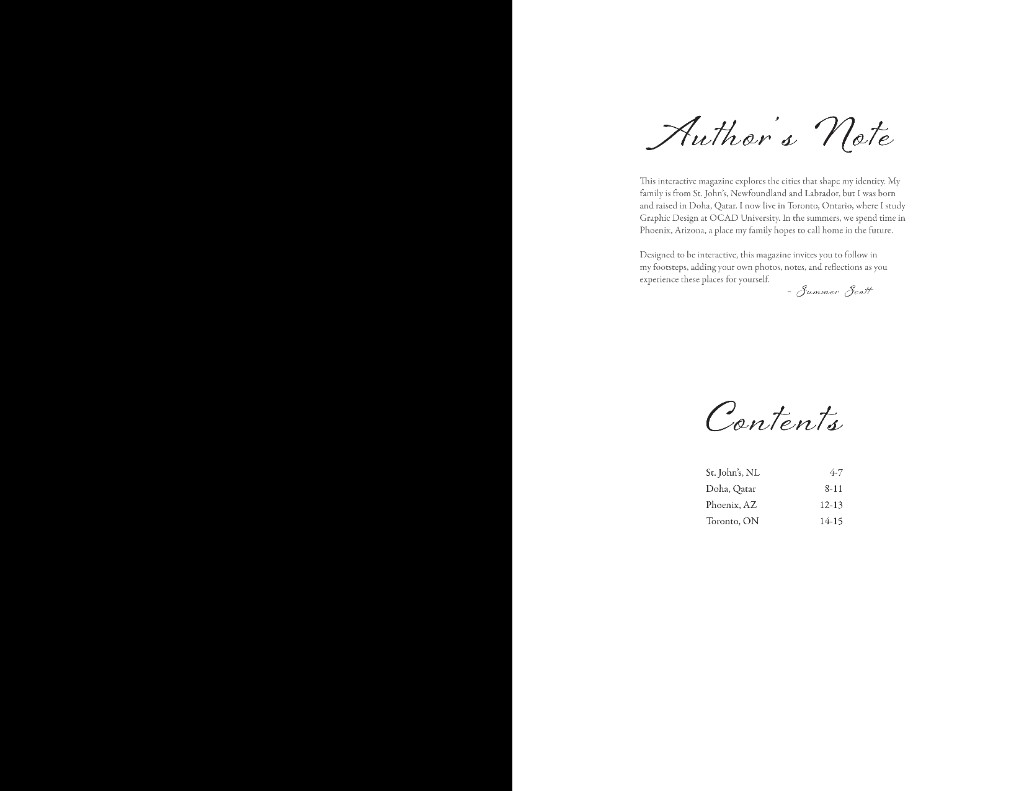 Author's Note
This interactive magazine explores the cities that shape my identity. My
family is from St. John's, Newfoundland and Labrador, but I was born
and raised in Doha, Qatar. I now live in Toronto, Ontario, where I study
Graphic Design at OCAD University. In the summers, we spend time in
Phoenix, Arizona, a place my family hopes to call home in the future.
Designed to be interactive, this magazine invites you to follow in
my footsteps, adding your own photos, notes, and reflections as you
experience these places for yourself.
- Summer Scott
Contents
St. John's, NL 4-7
Doha, Qatar 8-11
Phoenix, AZ 12-13
Toronto, ON 14-15